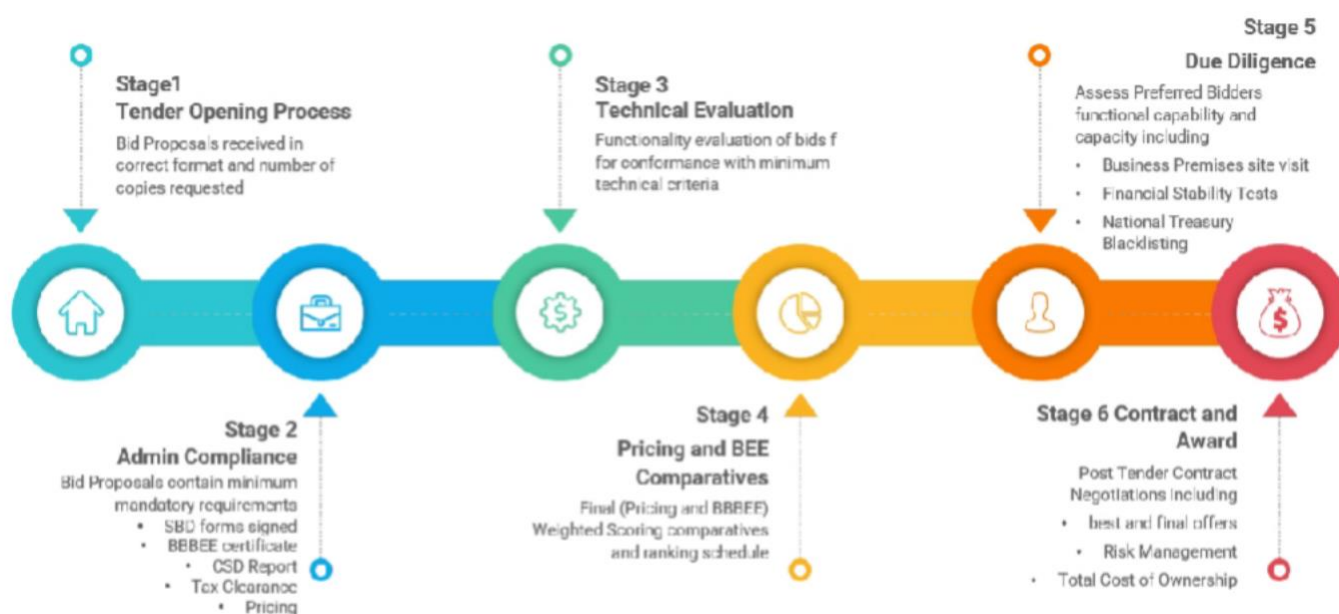 Stage1
Tender Opening Process
Bid Proposals received in
correct format and number of
copies requested
Stage 2
Admin Compliance
Bid Proposals contain minimum
mandatory requirements
• SBD forms signed
• BBBEE certificate
• CSD Report
• Tax Clearance
• Pricing
Stage 3
Technical Evaluation
Functionality evaluation of bids f
for conformance with minimum
technical criteria
Stage 4
Pricing and BEE
Comparatives
Final (Pricing and BBBEE)
Weighted Scoring comparatives
and ranking schedule
Stage 5
Due Diligence
Assess Preferred Bidders
functional capability and
capacity including
• Business Premises site visit
• Financial Stability Tests
• National Treasury
Blacklisting
Stage 6 Contract and
Award
Post Tender Contract
Negotiations including
• best and final offers
• Risk Management
• Total Cost of Ownership